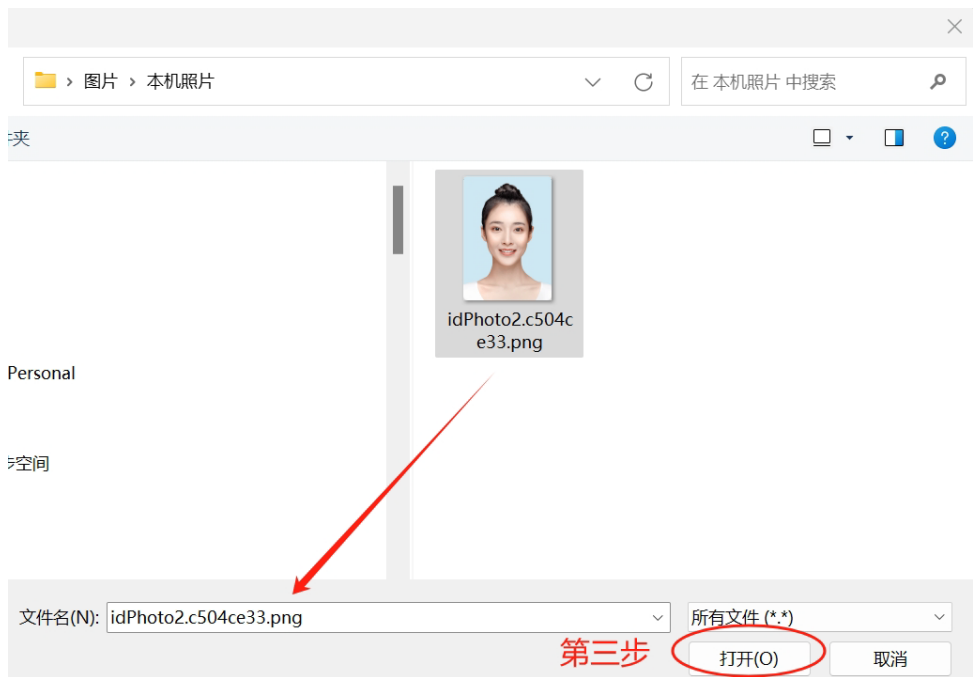 图片 › 本机照片
在 本机照片 中搜索
夹
?
idPhoto2.c504c
e33.png
Personal
空间
文件名(N): idPhoto2.c504ce33.png
所有文件 (*.*)
第三步
打开(O)
取消